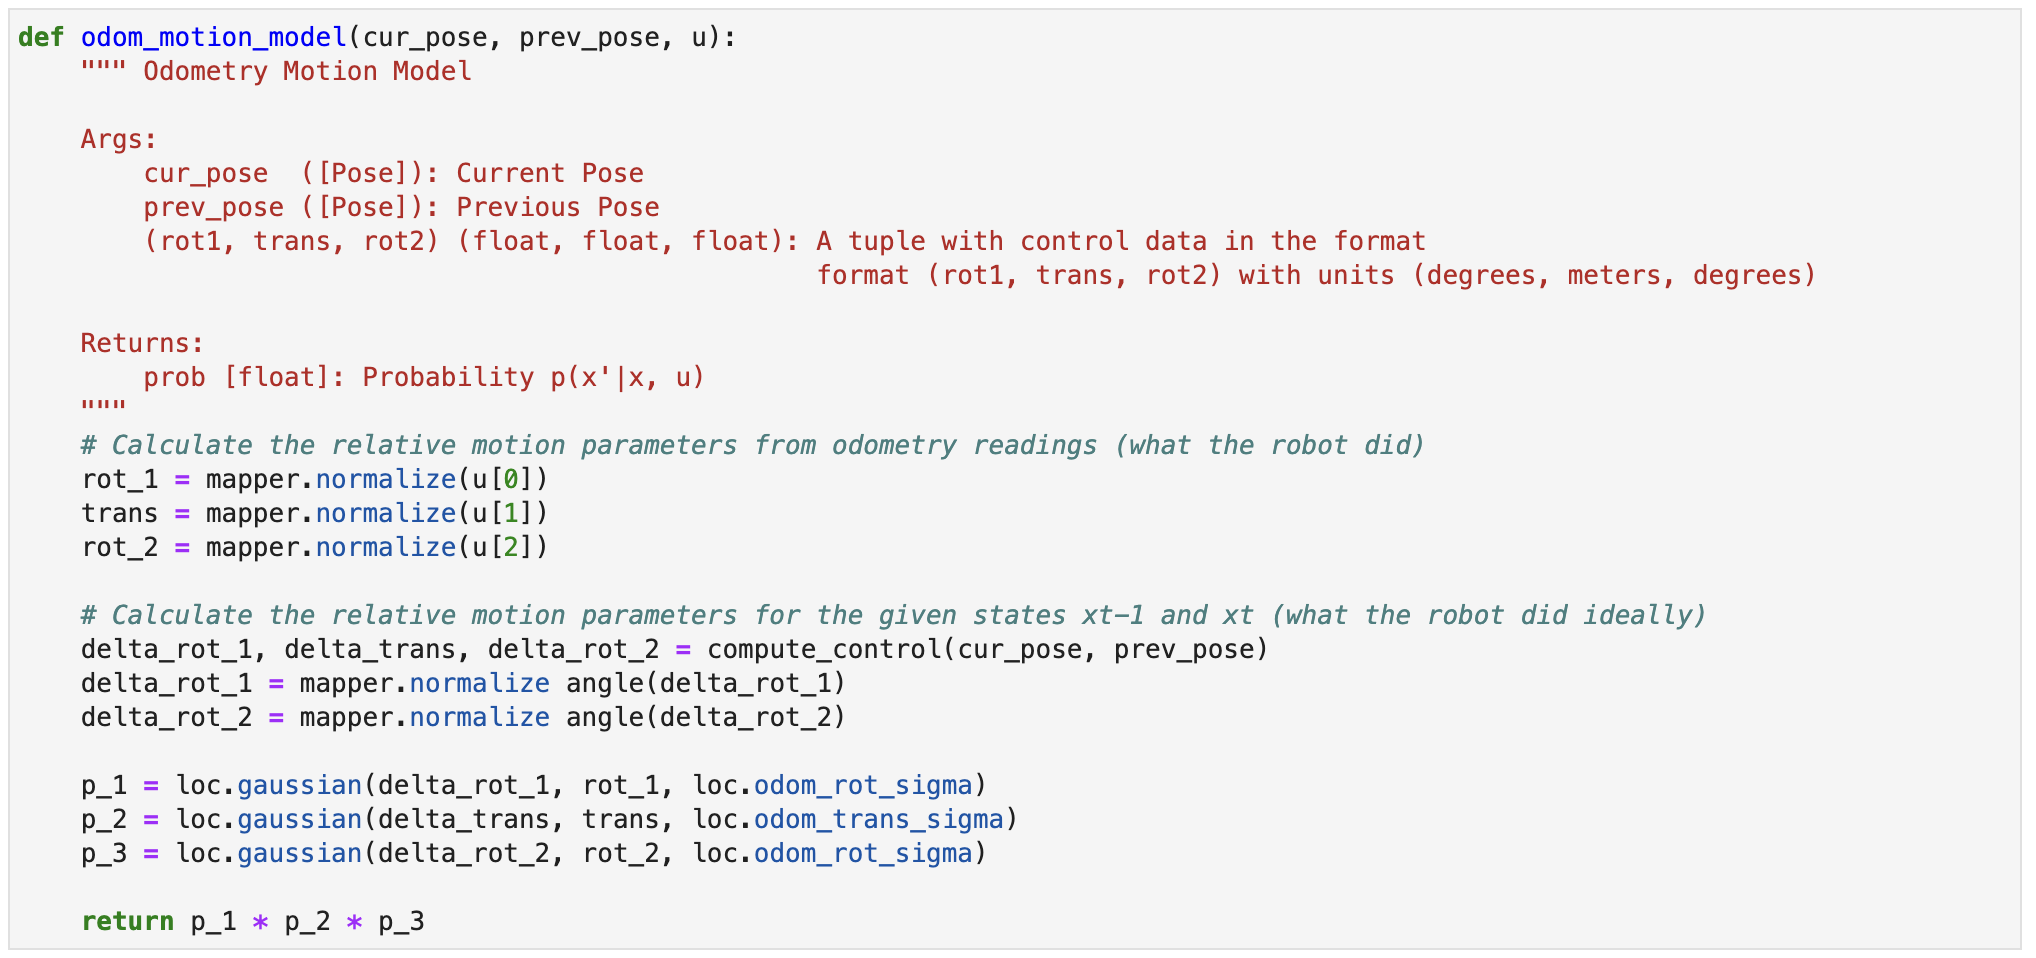 def odom_motion_model(cur_pose, prev_pose, u):
    """ Odometry Motion Model

    Args:
        cur_pose  ([Pose]): Current Pose
        prev_pose ([Pose]): Previous Pose
        (rot1, trans, rot2) (float, float, float): A tuple with control data in the format
                                                   format (rot1, trans, rot2) with units (degrees, meters, degrees)

    Returns:
        prob [float]: Probability p(x'|x, u)
    """
    # Calculate the relative motion parameters from odometry readings (what the robot did)
    rot_1 = mapper.normalize(u[0])
    trans = mapper.normalize(u[1])
    rot_2 = mapper.normalize(u[2])

    # Calculate the relative motion parameters for the given states xt-1 and xt (what the robot did ideally)
    delta_rot_1, delta_trans, delta_rot_2 = compute_control(cur_pose, prev_pose)
    delta_rot_1 = mapper.normalize angle(delta_rot_1)
    delta_rot_2 = mapper.normalize angle(delta_rot_2)

    p_1 = loc.gaussian(delta_rot_1, rot_1, loc.odom_rot_sigma)
    p_2 = loc.gaussian(delta_trans, trans, loc.odom_trans_sigma)
    p_3 = loc.gaussian(delta_rot_2, rot_2, loc.odom_rot_sigma)

    return p_1 * p_2 * p_3